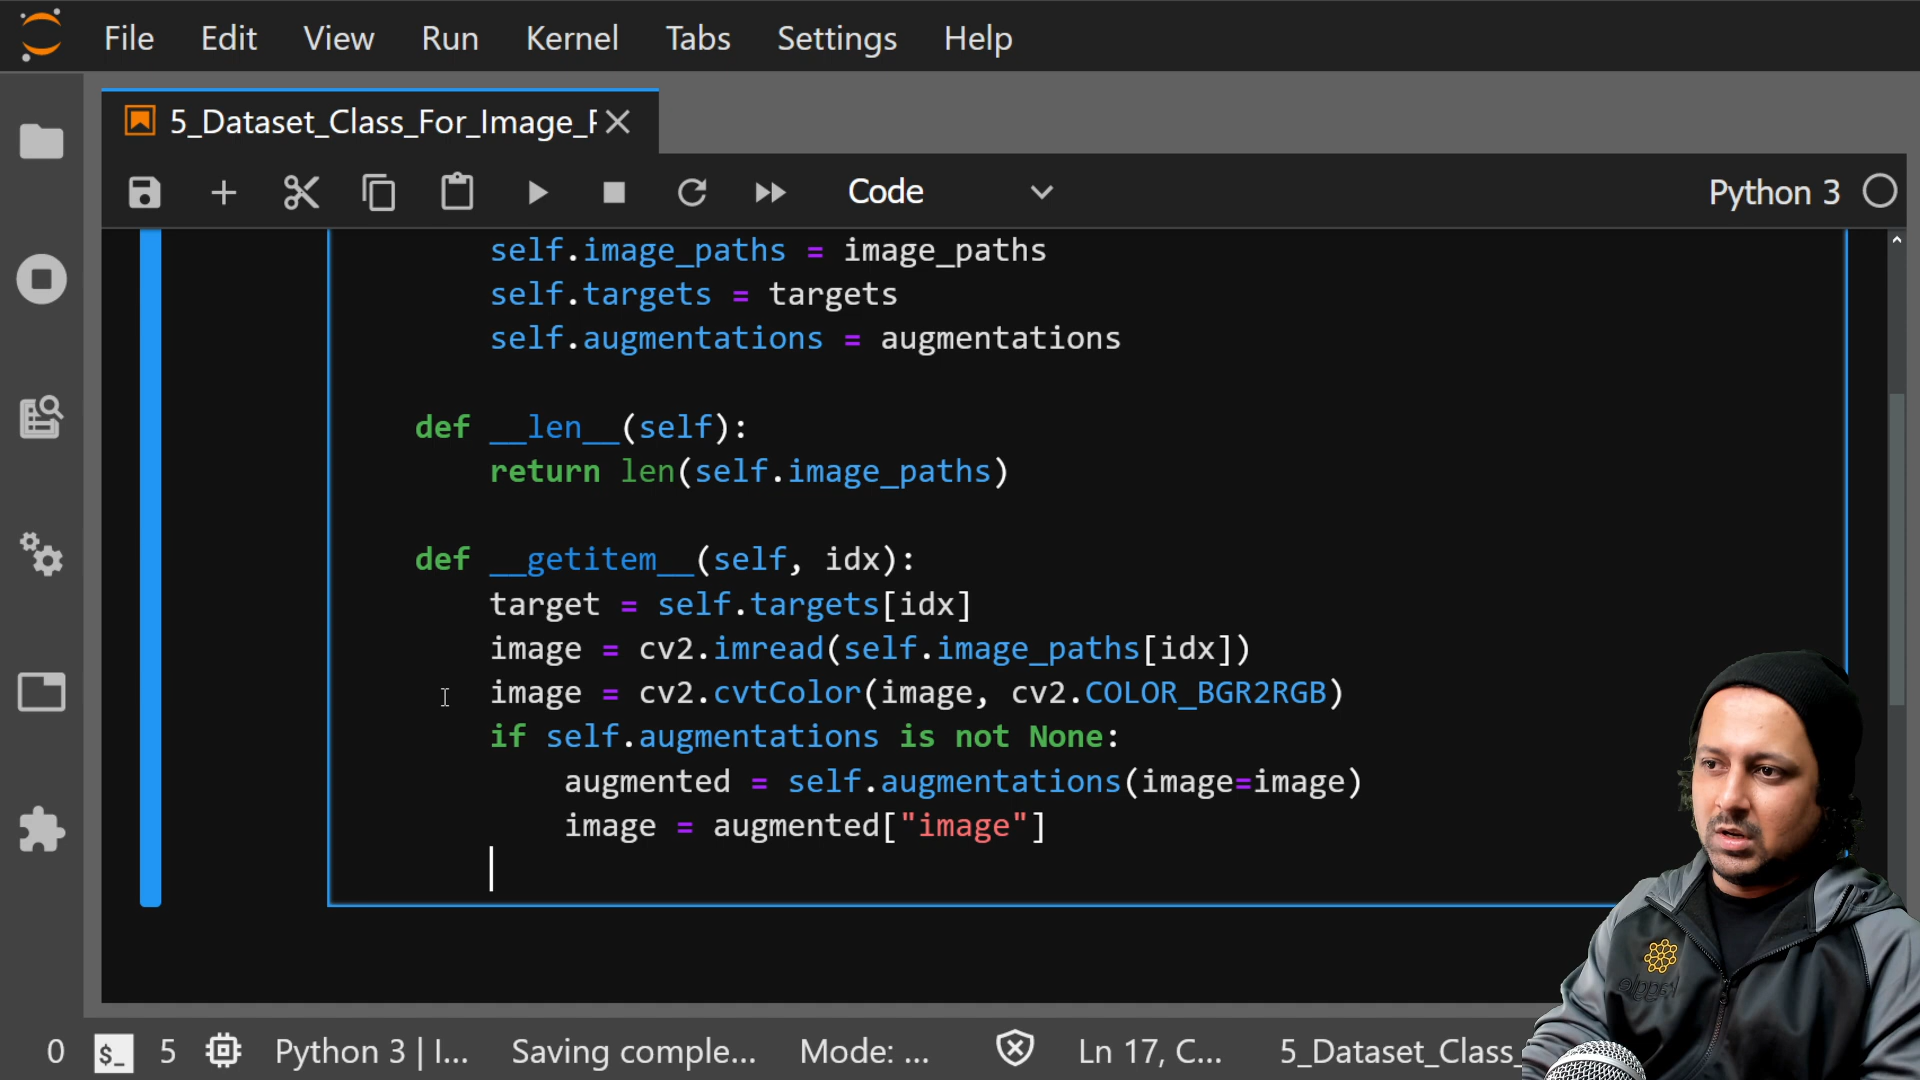 File Edit View Run Kernel Tabs Settings Help
5_Dataset_Class_For_Image_
Code
Python 3
self.image_paths = image_paths
self.targets = targets
self.augmentations = augmentations
def __len__(self):
return len(self.image_paths)
def __getitem__(self, idx):
target = self.targets[idx]
image = cv2.imread(self.image_paths[idx])
image = cv2.cvtColor(image, cv2.COLOR_BGR2RGB)
if self.augmentations is not None:
augmented = self.augmentations(image=image)
image = augmented["image"]
kaggle
0 $_ 5 Python 3 | I... Saving comple... Mode: ... Ln 17, C... 5_Dataset_Class_